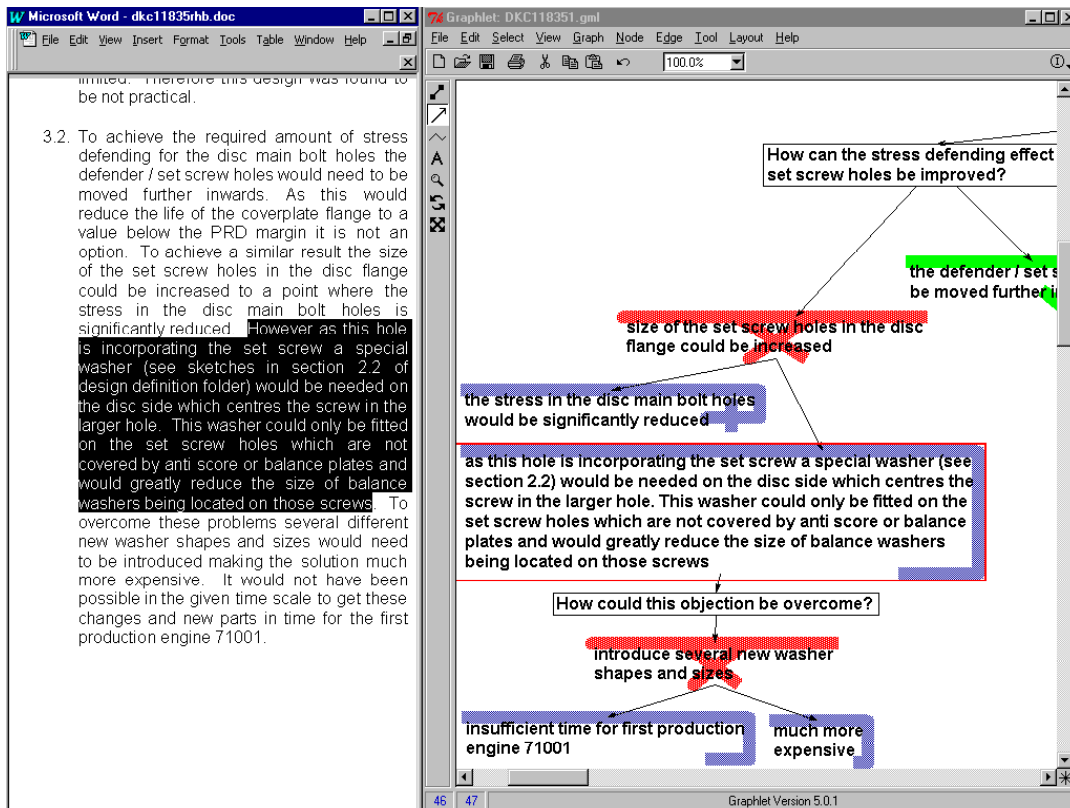 Microsoft Word - dkc11835rhb.doc
File Edit View Insert Format Tools Table Window Help
limited. Therefore this design was found to
be not practical.
3.2. To achieve the required amount of stress
defending for the disc main bolt holes the
defender / set screw holes would need to be
moved further inwards. As this would
reduce the life of the coverplate flange to a
value below the PRD margin it is not an
option. To achieve a similar result the size
of the set screw holes in the disc flange
could be increased to a point where the
stress in the disc main bolt holes is
significantly reduced. However as this hole
is incorporating the set screw a special
washer (see sketches in section 2.2 of
design definition folder) would be needed on
the disc side which centres the screw in the
larger hole. This washer could only be fitted
on the set screw holes which are not
covered by anti score or balance plates and
would greatly reduce the size of balance
washers being located on those screws. To
overcome these problems several different
new washer shapes and sizes would need
to be introduced making the solution much
more expensive. It would not have been
possible in the given time scale to get these
changes and new parts in time for the first
production engine 71001.
Graphlet: DKC118351.gml
File Edit Select View Graph Node Edge Tool Layout Help
100.0%
How can the stress defending effect
set screw holes be improved?
the defender / set s
be moved further i
size of the set screw holes in the disc
flange could be increased
the stress in the disc main bolt holes
would be significantly reduced
as this hole is incorporating the set screw a special washer (see
section 2.2) would be needed on the disc side which centres the
screw in the larger hole. This washer could only be fitted on the
set screw holes which are not covered by anti score or balance
plates and would greatly reduce the size of balance washers
being located on those screws
How could this objection be overcome?
introduce several new washer
shapes and sizes
insufficient time for first production
engine 71001
much more
expensive
46 47 Graphlet Version 5.0.1